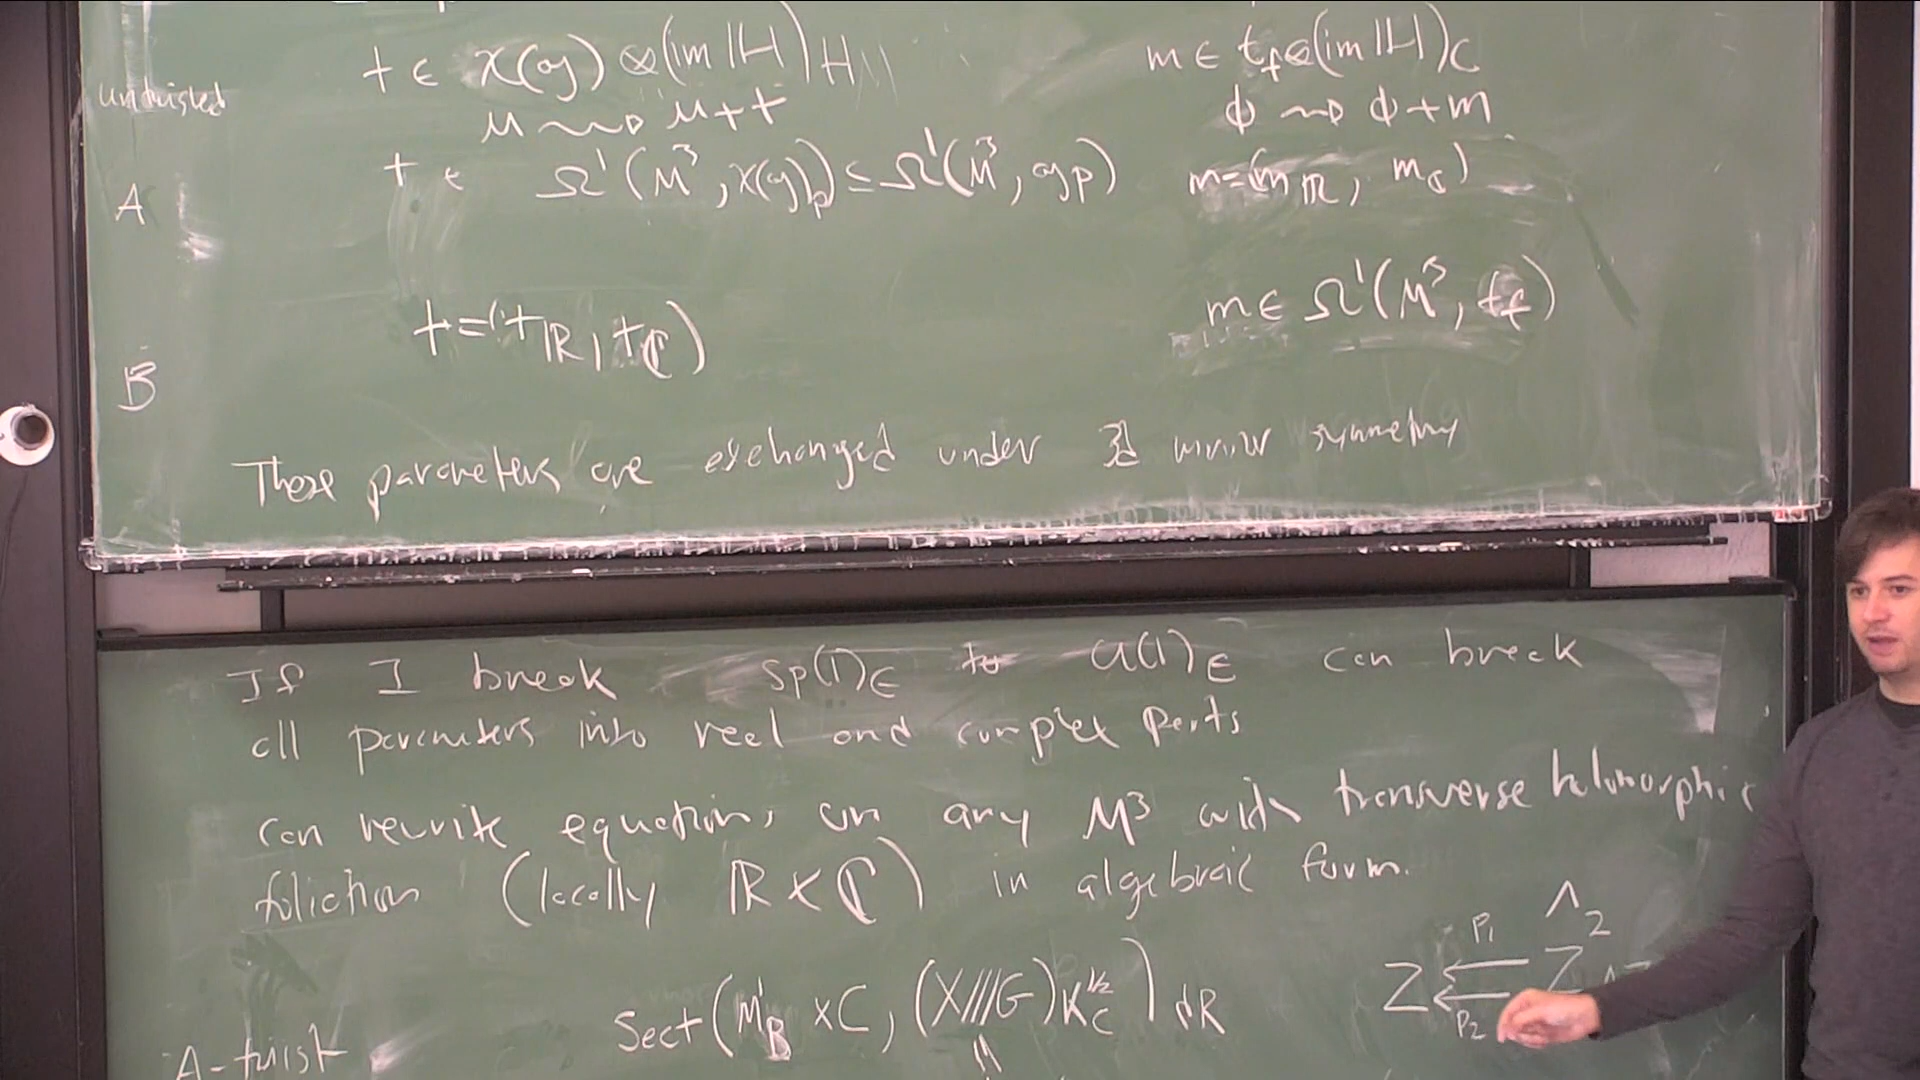 untwisted
t ∈ X(g) ⊗ (im ℍ)_H
m ∈ t_f ⊗ (im ℍ)_C
μ ⇝ μ + t
ϕ ⇝ ϕ + m
A
t ∈ Ω¹(M³, X(g)_P) ⊆ Ω¹(M³, g_P)
m = (m_ℝ, m_ℂ)
B
t = (t_ℝ, t_ℂ)
m ∈ Ω¹(M³, t_f)
These parameters are exchanged under 3d mirror symmetry
If I break sp(1)_E to u(1)_E can break
all parameters into real and complex parts
can rewrite equations on any M³ with transverse holomorphic
foliation (locally ℝ × ℂ) in algebraic form.
A-twist
Sect(M¹_B × C, (X///G)_{K_C^{1/2}})_{dR}
Z ⇇ Z
P₁
P₂
^
2